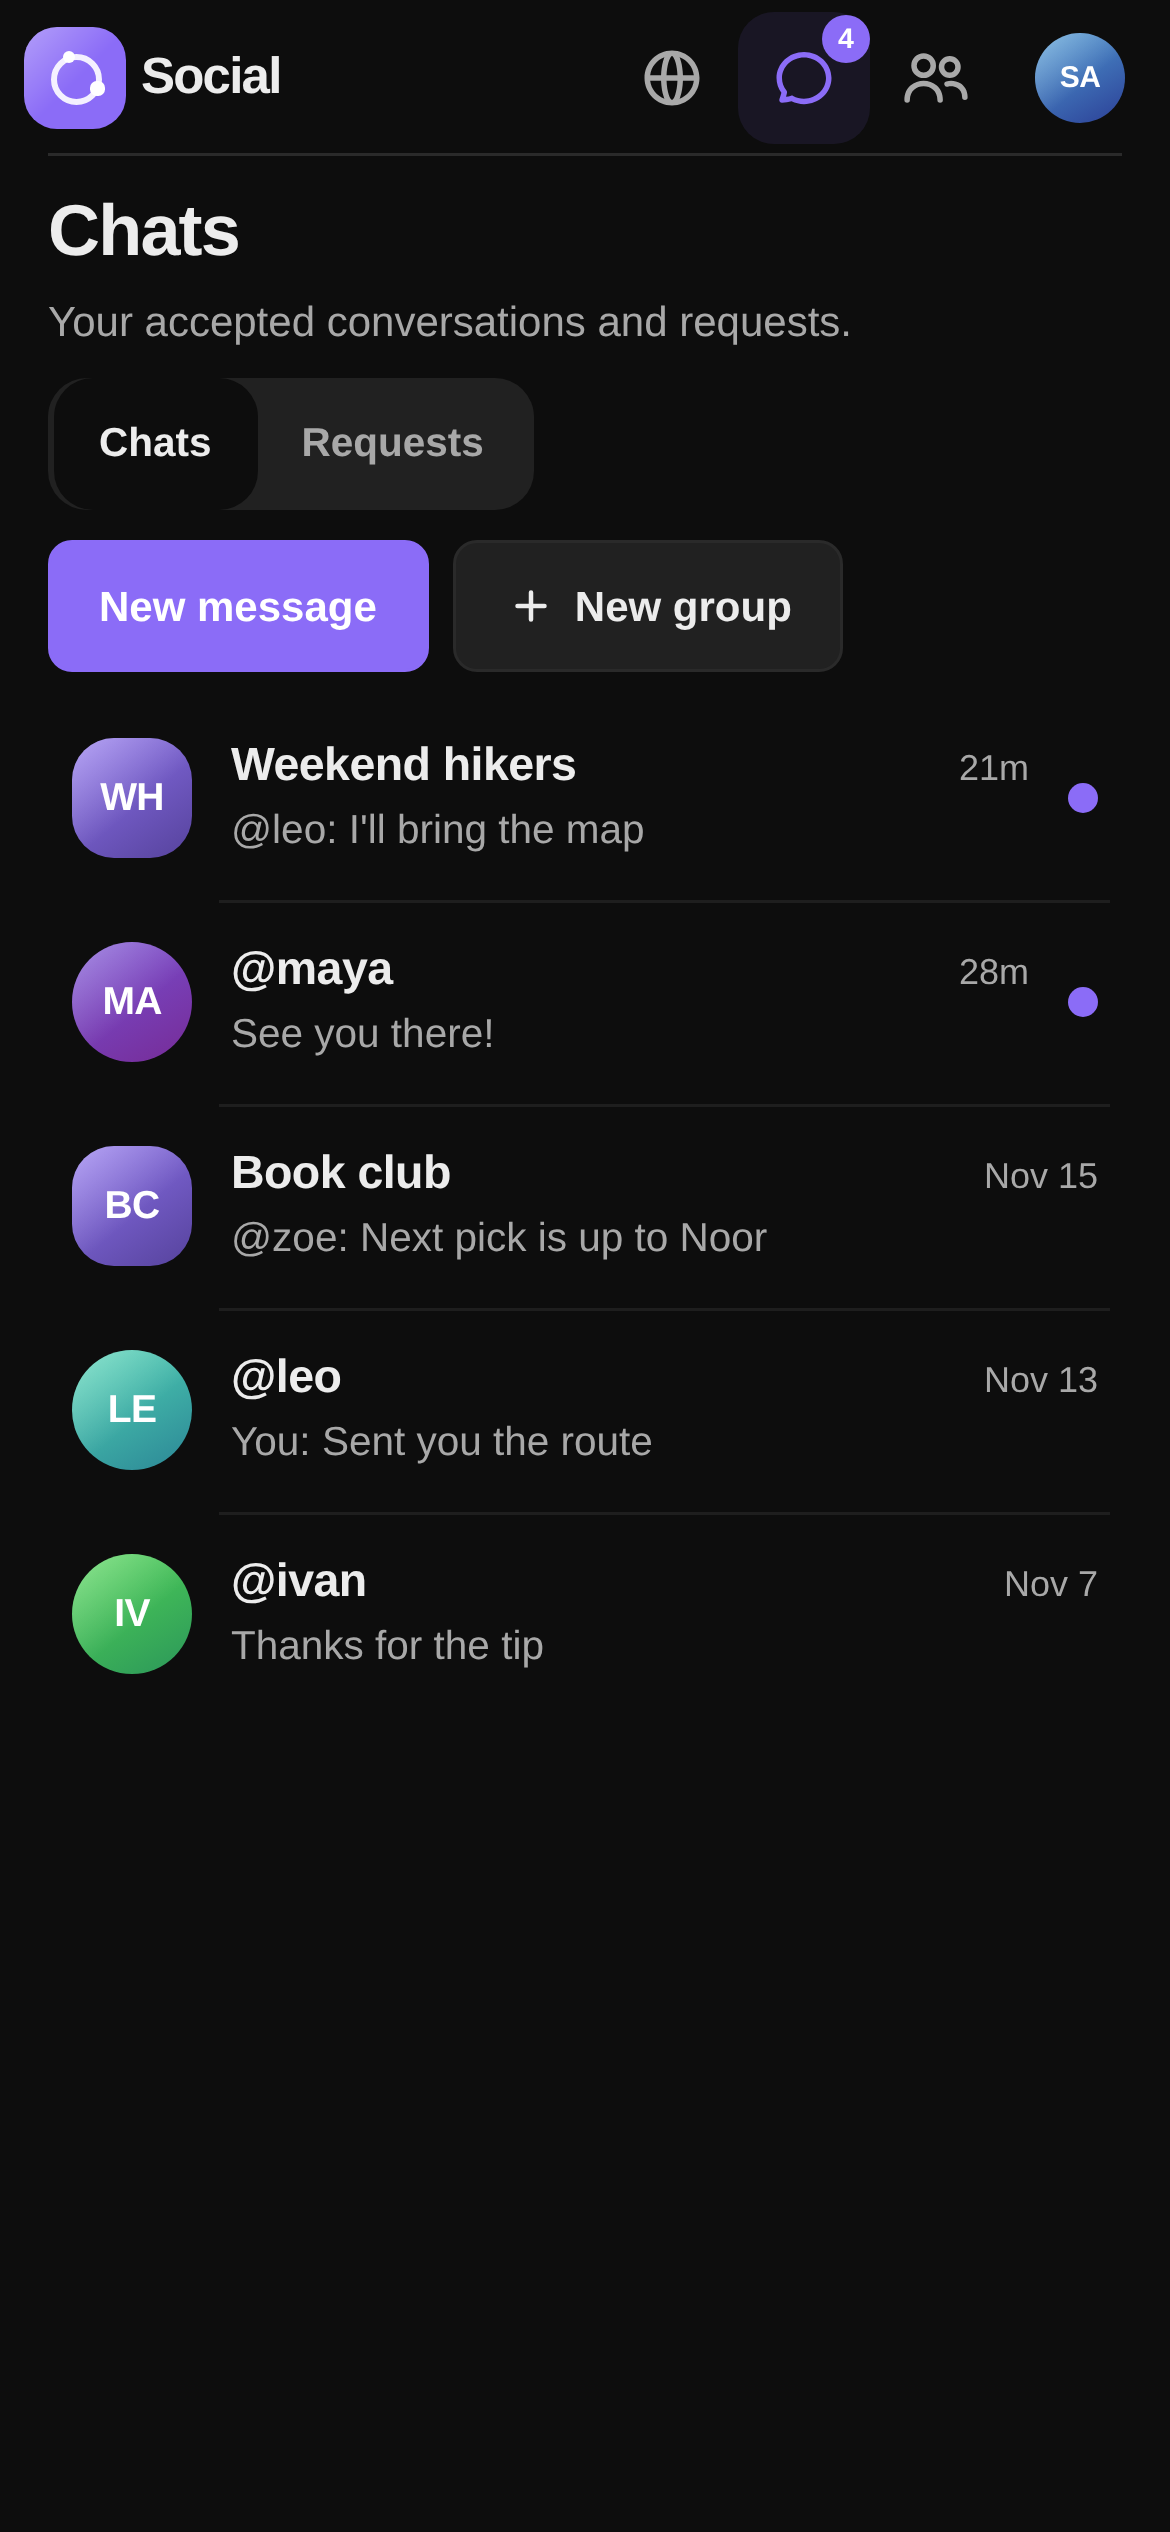 Social
4
SA
Chats
Your accepted conversations and requests.
Chats
Requests
New message
New group
WH
Weekend hikers
21m
@leo: I'll bring the map
MA
@maya
28m
See you there!
BC
Book club
Nov 15
@zoe: Next pick is up to Noor
LE
@leo
Nov 13
You: Sent you the route
IV
@ivan
Nov 7
Thanks for the tip